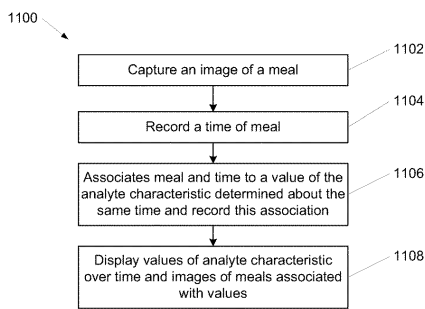 1100
1102
Capture an image of a meal
1104
Record a time of meal
1106
Associates meal and time to a value of the
analyte characteristic determined about the
same time and record this association
1108
Display values of analyte characteristic
over time and images of meals associated
with values